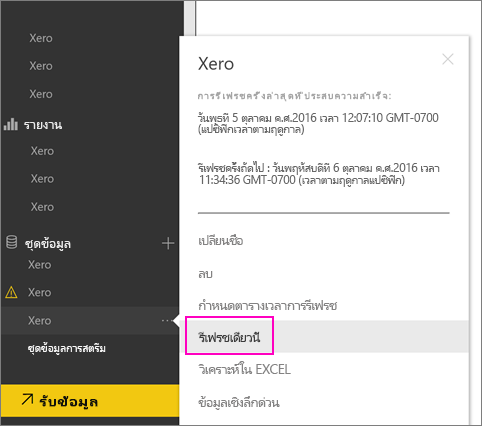 Xero
Xero
Xero
รายงาน
Xero
Xero
Xero
ชุดข้อมูล
Xero
Xero
Xero
ชุดข้อมูลการสตรีม
รับข้อมูล
Xero
การรีเฟรชครั้งล่าสุดที่ประสบความสำเร็จ:
วันพุธที่ 5 ตุลาคม ค.ศ.2016 เวลา 12:07:10 GMT-0700
(แปซิฟิกเวลาตามฤดูกาล)
รีเฟรชครั้งถัดไป : วันพฤหัสบดีที่ 6 ตุลาคม ค.ศ.2016 เวลา
11:34:36 GMT-0700 (เวลาตามฤดูกาลแปซิฟิก)
เปลี่ยนชื่อ
ลบ
กำหนดตารางเวลาการรีเฟรช
รีเฟรชเดี๋ยวนี้
วิเคราะห์ใน EXCEL
ข้อมูลเชิงลึกด่วน